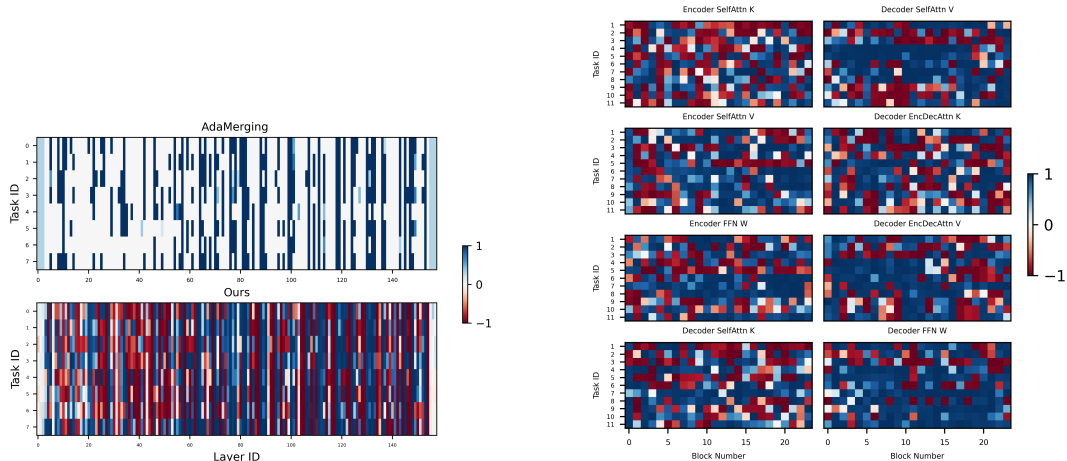 AdaMerging
Task ID
0
1
2
3
4
5
6
7
0 20 40 60 80 100 120 140
Ours
Task ID
0
1
2
3
4
5
6
7
0 20 40 60 80 100 120 140
Layer ID
1
0
−1
Encoder SelfAttn K
Decoder SelfAttn V
Task ID
1
2
3
4
5
6
7
8
9
10
11
Encoder SelfAttn V
Decoder EncDecAttn K
Task ID
1
2
3
4
5
6
7
8
9
10
11
Encoder FFN W
Decoder EncDecAttn V
Task ID
1
2
3
4
5
6
7
8
9
10
11
Decoder SelfAttn K
Decoder FFN W
Task ID
1
2
3
4
5
6
7
8
9
10
11
0 5 10 15 20
0 5 10 15 20
Block Number
Block Number
1
0
−1